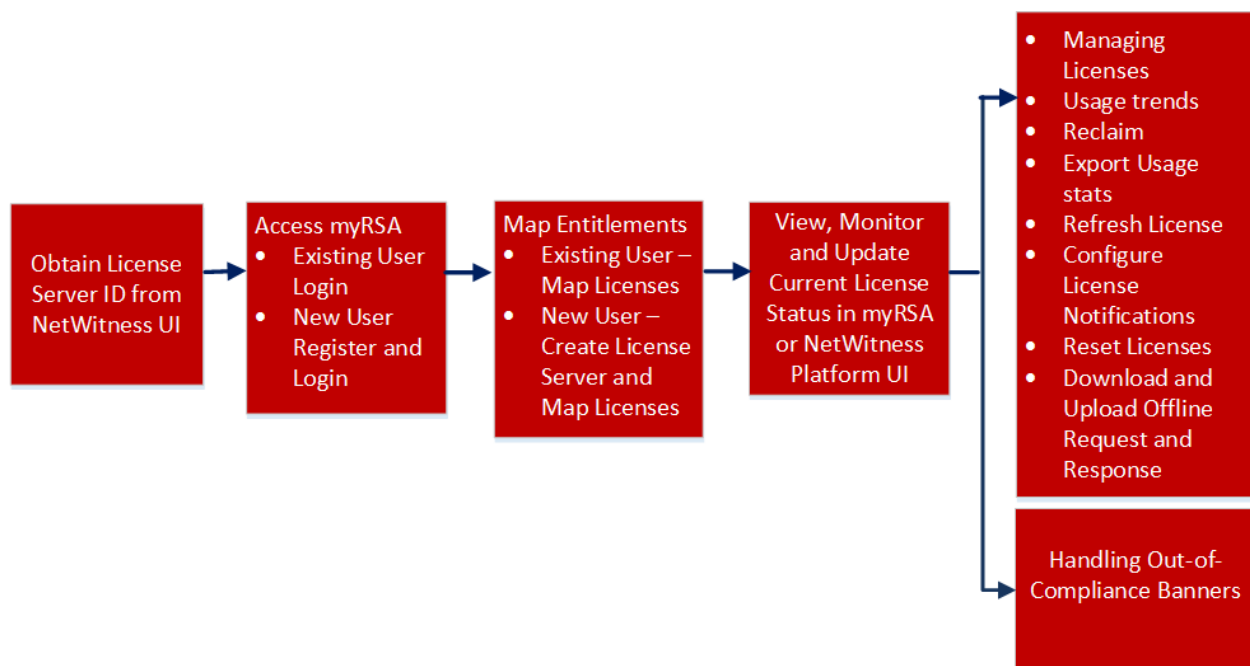 Obtain License
Server ID from
NetWitness UI
Access myRSA
• Existing User
Login
• New User
Register and
Login
Map Entitlements
• Existing User –
Map Licenses
• New User –
Create License
Server and
Map Licenses
View, Monitor
and Update
Current License
Status in myRSA
or NetWitness
Platform UI
• Managing
Licenses
• Usage trends
• Reclaim
• Export Usage
stats
• Refresh License
• Configure
License
Notifications
• Reset Licenses
• Download and
Upload Offline
Request and
Response
Handling Out-of-
Compliance Banners